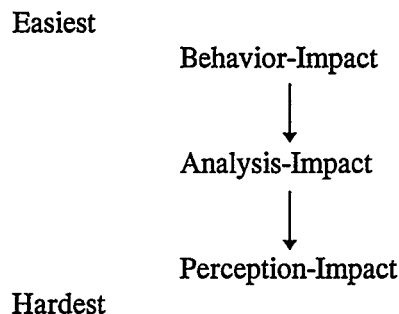 Easiest
Behavior-Impact
Analysis-Impact
Perception-Impact
Hardest